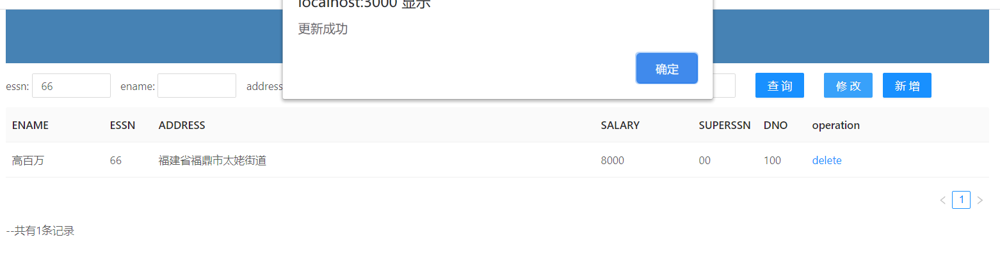 localhost:3000 显示
更新成功
确定
essn: 66 ename: address 查 询 修 改 新 增
ENAME ESSN ADDRESS SALARY SUPERSSN DNO operation
高百万 66 福建省福鼎市太姥街道 8000 00 100 delete
< 1 >
--共有1条记录